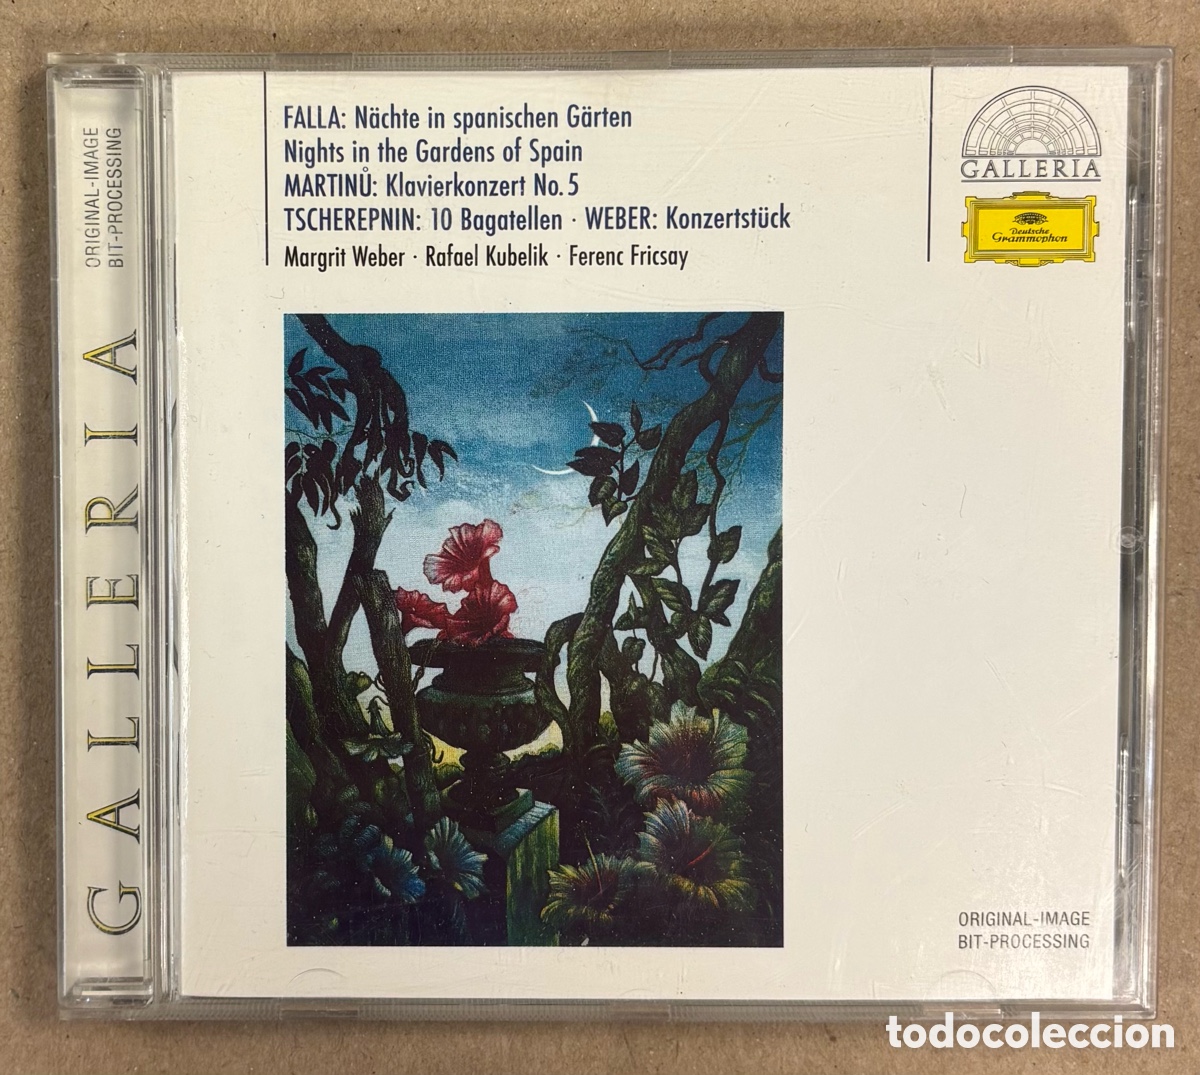 FALLA: Nächte in spanischen Gärten
Nights in the Gardens of Spain
MARTINŮ: Klavierkonzert No. 5
TSCHEREPNIN: 10 Bagatellen · WEBER: Konzertstück
Margrit Weber · Rafael Kubelik · Ferenc Fricsay
GALLERIA
Deutsche
Grammophon
ORIGINAL-IMAGE
BIT-PROCESSING
GALLERIA
ORIGINAL-IMAGE
BIT-PROCESSING
todocoleccion